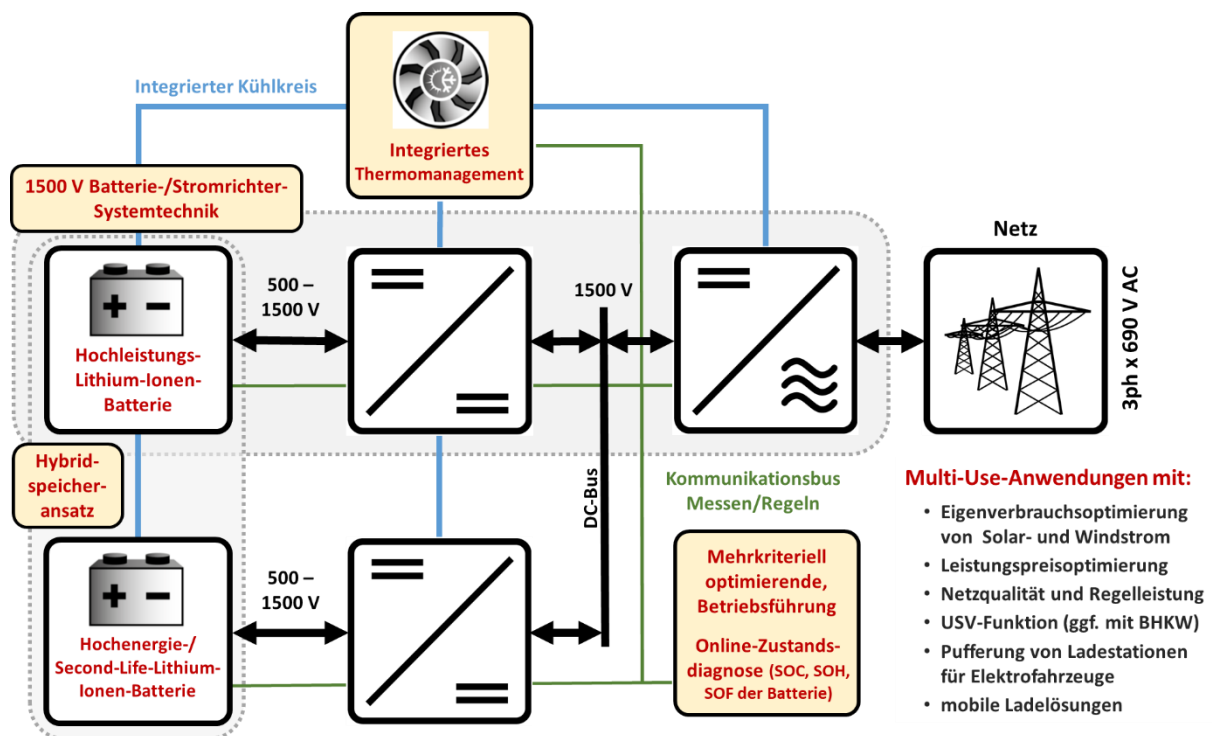 Integrierter Kühlkreis
Integriertes
Thermomanagement
1500 V Batterie-/Stromrichter-
Systemtechnik
Netz
500 –
1500 V
1500 V
3ph x 690 V AC
Hochleistungs-
Lithium-Ionen-
Batterie
Hybrid-
speicher-
ansatz
DC-Bus
Kommunikationsbus
Messen/Regeln
500 –
1500 V
Hochenergie-/
Second-Life-Lithium-
Ionen-Batterie
Mehrkriteriell
optimierende,
Betriebsführung
Online-Zustands-
diagnose (SOC, SOH,
SOF der Batterie)
Multi-Use-Anwendungen mit:
• Eigenverbrauchsoptimierung
von Solar- und Windstrom
• Leistungspreisoptimierung
• Netzqualität und Regelleistung
• USV-Funktion (ggf. mit BHKW)
• Pufferung von Ladestationen
für Elektrofahrzeuge
• mobile Ladelösungen